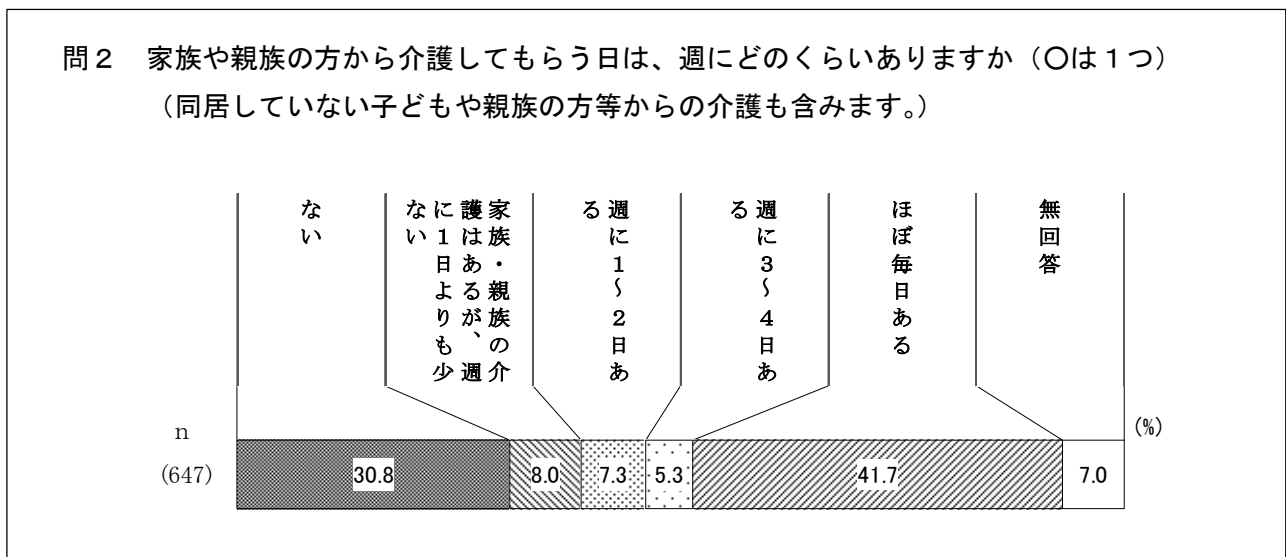 問２　家族や親族の方から介護してもらう日は、週にどのくらいありますか（〇は１つ）
（同居していない子どもや親族の方等からの介護も含みます。）
ない
家族・親族の介
護はあるが、週
に１日よりも少
ない
週に１～２日あ
る
週に３～４日あ
る
ほぼ毎日ある
無回答
(%)
n
(647)
30.8
8.0
7.3
5.3
41.7
7.0